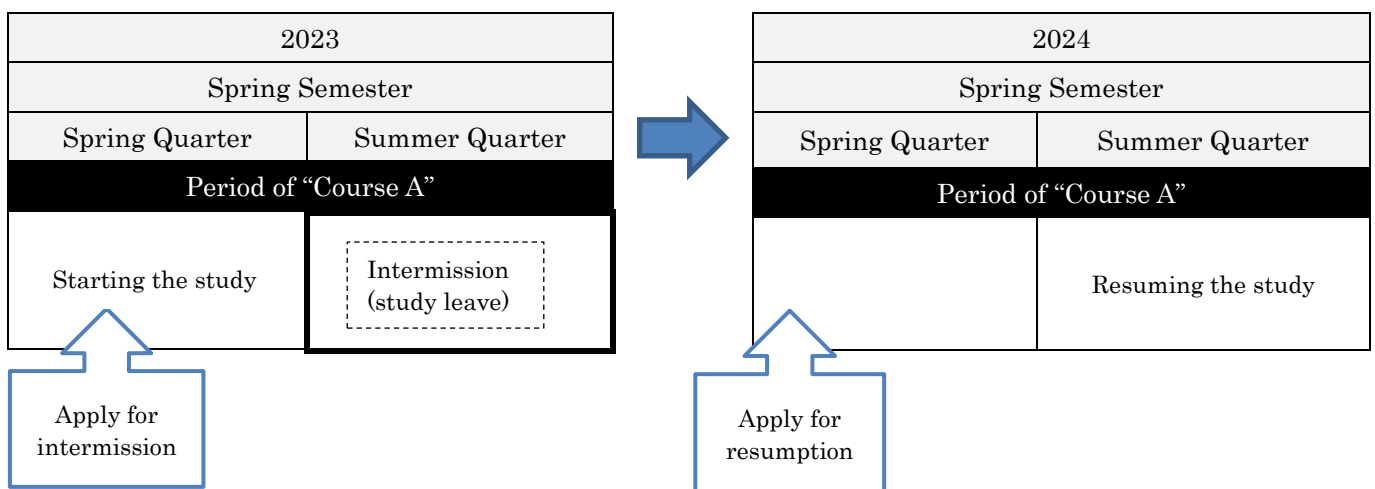 2023
Spring Semester
Spring Quarter
Summer Quarter
Period of “Course A”
Starting the study
Intermission
(study leave)
Apply for
intermission
2024
Spring Semester
Spring Quarter
Summer Quarter
Period of “Course A”
Resuming the study
Apply for
resumption